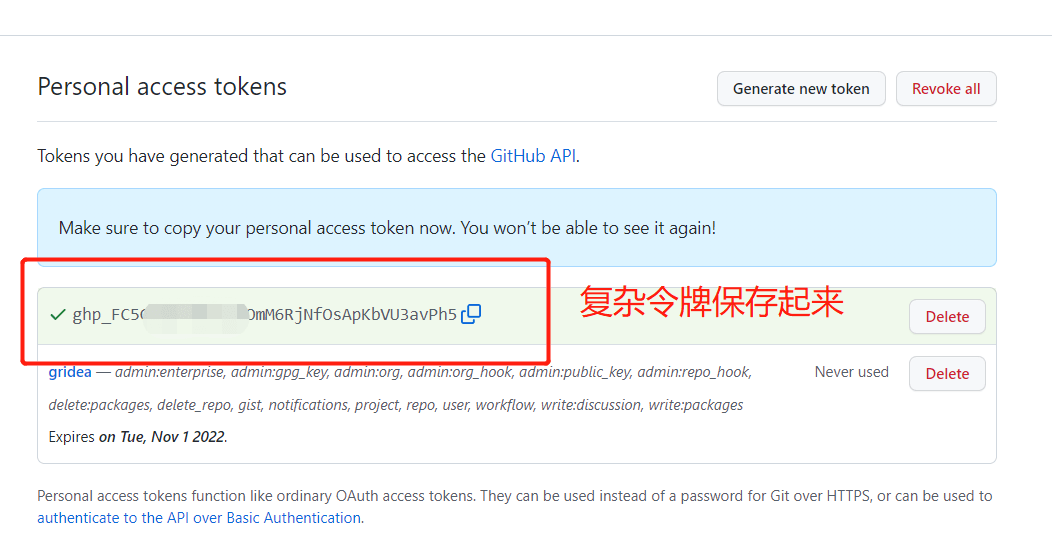 Personal access tokens
Generate new token
Revoke all
Tokens you have generated that can be used to access the GitHub API.
Make sure to copy your personal access token now. You won’t be able to see it again!
复杂令牌保存起来
Delete
gridea — admin:enterprise, admin:gpg_key, admin:org, admin:org_hook, admin:public_key, admin:repo_hook,
delete:packages, delete_repo, gist, notifications, project, repo, user, workflow, write:discussion, write:packages
Never used
Delete
Expires on Tue, Nov 1 2022.
Personal access tokens function like ordinary OAuth access tokens. They can be used instead of a password for Git over HTTPS, or can be used to
authenticate to the API over Basic Authentication.